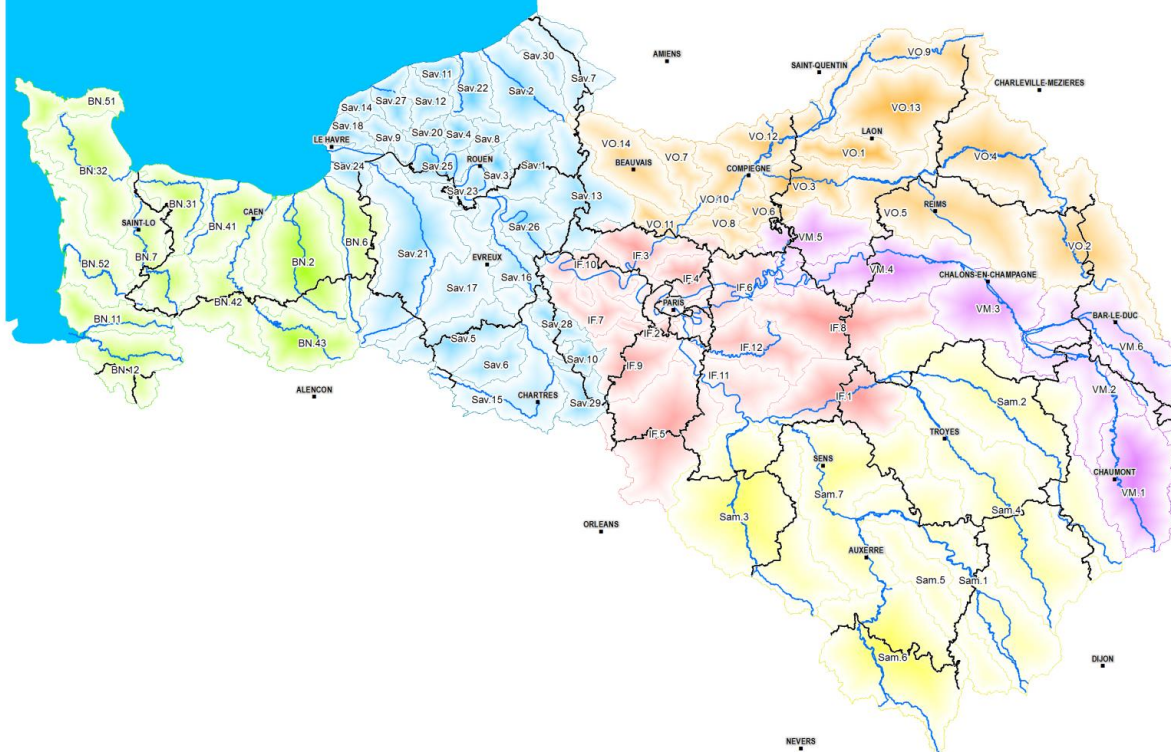 AMIENS
SAINT-QUENTIN
CHARLEVILLE-MEZIERES
VO.9
Sav.30
Sav.7
Sav.11
Sav.22
Sav.2
Sav.27
Sav.12
Sav.14
Sav.18
LE HAVRE
Sav.9
Sav.20
Sav.4
Sav.8
ROUEN
Sav.24
Sav.25
Sav.3
Sav.1
Sav.23
Sav.13
Sav.26
BN.51
BN.32
BN.31
SAINT-LO
CAEN
BN.41
BN.52
BN.7
BN.2
BN.6
BN.42
BN.11
BN.43
BN.12
ALENCON
Sav.21
EVREUX
Sav.16
Sav.17
Sav.28
Sav.5
Sav.6
Sav.10
CHARTRES
Sav.15
Sav.29
VO.13
LAON
VO.12
VO.14
BEAUVAIS
VO.7
VO.1
VO.4
COMPIEGNE
VO.3
VO.10
VO.6
VO.11
VO.8
VO.5
REIMS
VO.2
VM.5
VM.4
CHALONS-EN-CHAMPAGNE
VM.3
BAR-LE-DUC
VM.6
VM.2
CHAUMONT
VM.1
IF.10
IF.3
IF.4
IF.6
PARIS
IF.7
IF.2
IF.8
IF.12
IF.9
IF.11
IF.1
IF.5
Sam.2
TROYES
SENS
Sam.7
Sam.4
Sam.3
ORLEANS
AUXERRE
Sam.5
Sam.1
Sam.6
DIJON
NEVERS